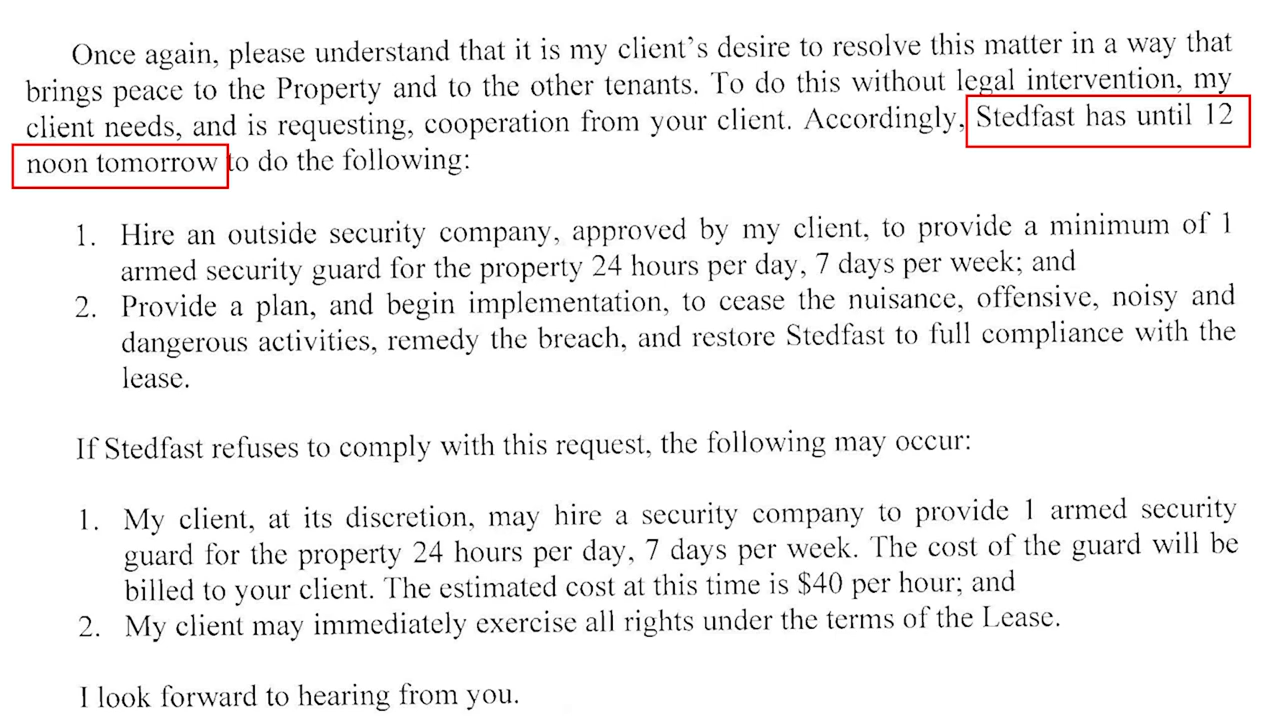 Once again, please understand that it is my client's desire to resolve this matter in a way that
brings peace to the Property and to the other tenants. To do this without legal intervention, my
client needs, and is requesting, cooperation from your client. Accordingly, Stedfast has until 12
noon tomorrow to do the following:
1. Hire an outside security company, approved by my client, to provide a minimum of 1
armed security guard for the property 24 hours per day, 7 days per week; and
2. Provide a plan, and begin implementation, to cease the nuisance, offensive, noisy and
dangerous activities, remedy the breach, and restore Stedfast to full compliance with the
lease.
If Stedfast refuses to comply with this request, the following may occur:
1. My client, at its discretion, may hire a security company to provide 1 armed security
guard for the property 24 hours per day, 7 days per week. The cost of the guard will be
billed to your client. The estimated cost at this time is $40 per hour; and
2. My client may immediately exercise all rights under the terms of the Lease.
I look forward to hearing from you.